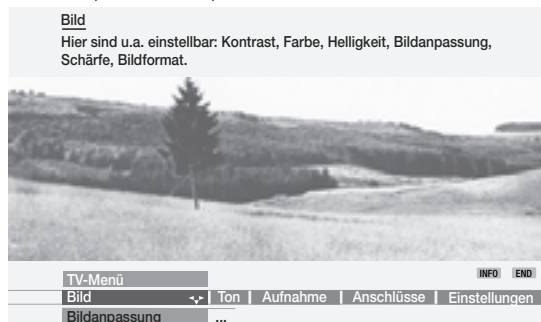 Bild
Hier sind u.a. einstellbar: Kontrast, Farbe, Helligkeit, Bildanpassung,
Schärfe, Bildformat.
INFO END
TV-Menü
Bild | Ton | Aufnahme | Anschlüsse | Einstellungen
Bildanpassung ...